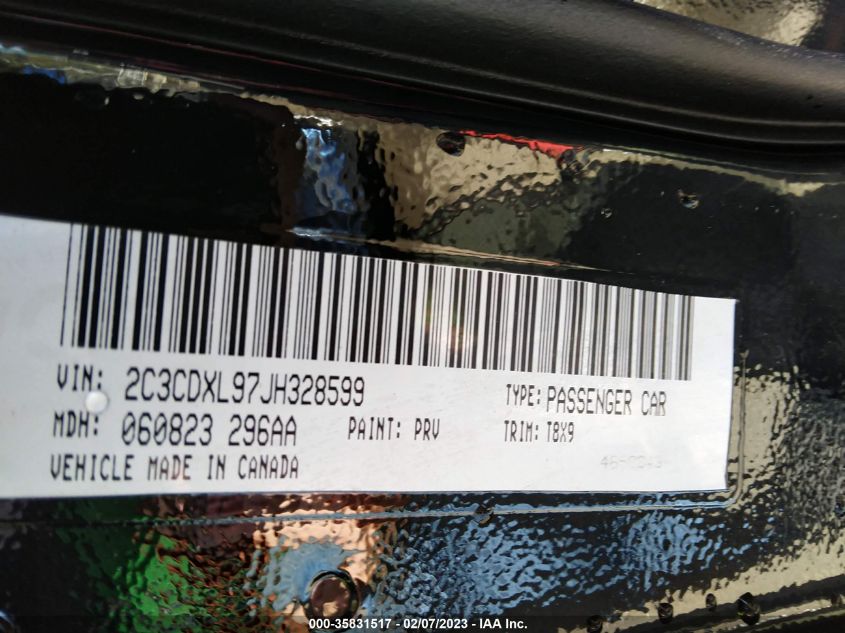 VIN: 2C3CDXL97JH328599 TYPE: PASSENGER CAR
MDH: 060823 296AA PAINT: PRV TRIM: T8X9
VEHICLE MADE IN CANADA
000-35831517 - 02/07/2023 - IAA Inc.